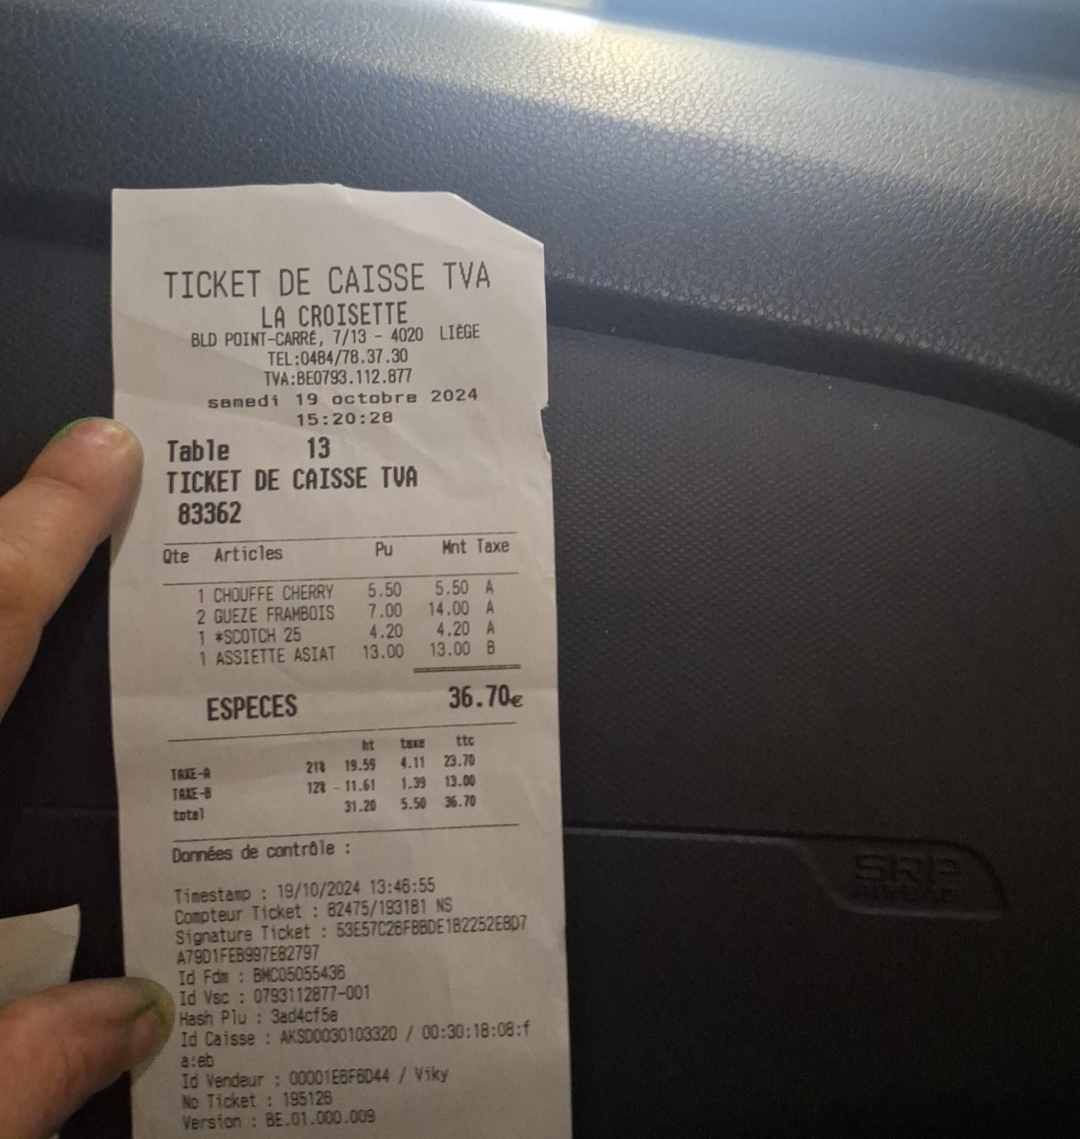 TICKET DE CAISSE TVA
LA CROISETTE
BLD POINT-CARRÉ, 7/13 - 4020 LIÈGE
TEL:0484/78.37.30
TVA:BE0793.112.877
samedi 19 octobre 2024
15:20:28
Table 13
TICKET DE CAISSE TVA
83362
Qte Articles Pu Mnt Taxe
1 CHOUFFE CHERRY 5.50 5.50 A
2 GUEZE FRAMBOIS 7.00 14.00 A
1 *SCOTCH 25 4.20 4.20 A
1 ASSIETTE ASIAT 13.00 13.00 B
ESPECES 36.70€
ht taxe ttc
TAXE-A 21% 19.59 4.11 23.70
TAXE-B 12% 11.61 1.39 13.00
total 31.20 5.50 36.70
Données de contrôle :
Timestamp : 19/10/2024 13:46:55
Compteur Ticket : 82475/193181 NS
Signature Ticket : 53E57C26F8BDE182252EBD7
A79D1FEB997E82797
Id Fdm : BMC05055436
Id Vsc : 0793112877-001
Hash Plu : 3ad4cf5e
Id Caisse : AKSD0030103320 / 00:30:18:08:f
a:eb
Id Vendeur : 00001E6F6D44 / Viky
No Ticket : 195126
Version : BE.01.000.009
SRP
AIRBAG